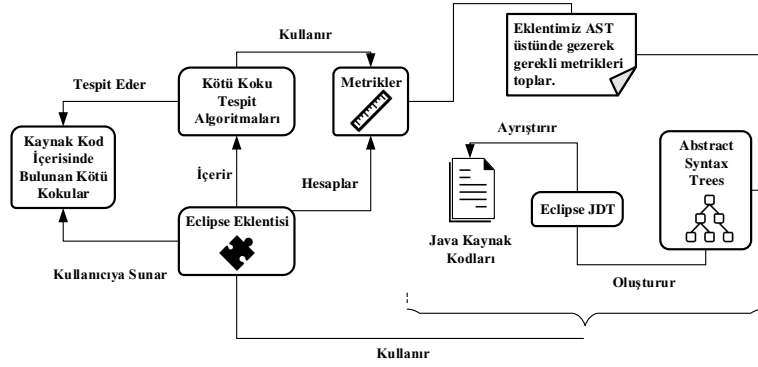 Kullanır
Eklentimiz AST
üstünde gezerek
gerekli metrikleri
toplar.
Tespit Eder
Kötü Koku
Tespit
Algoritmaları
Metrikler
Kaynak Kod
İçerisinde
Bulunan Kötü
Kokular
Ayrıştırır
Abstract
Syntax
Trees
İçerir
Hesaplar
Eclipse JDT
Eclipse Eklentisi
Java Kaynak
Kodları
Kullanıcıya Sunar
Oluşturur
Kullanır